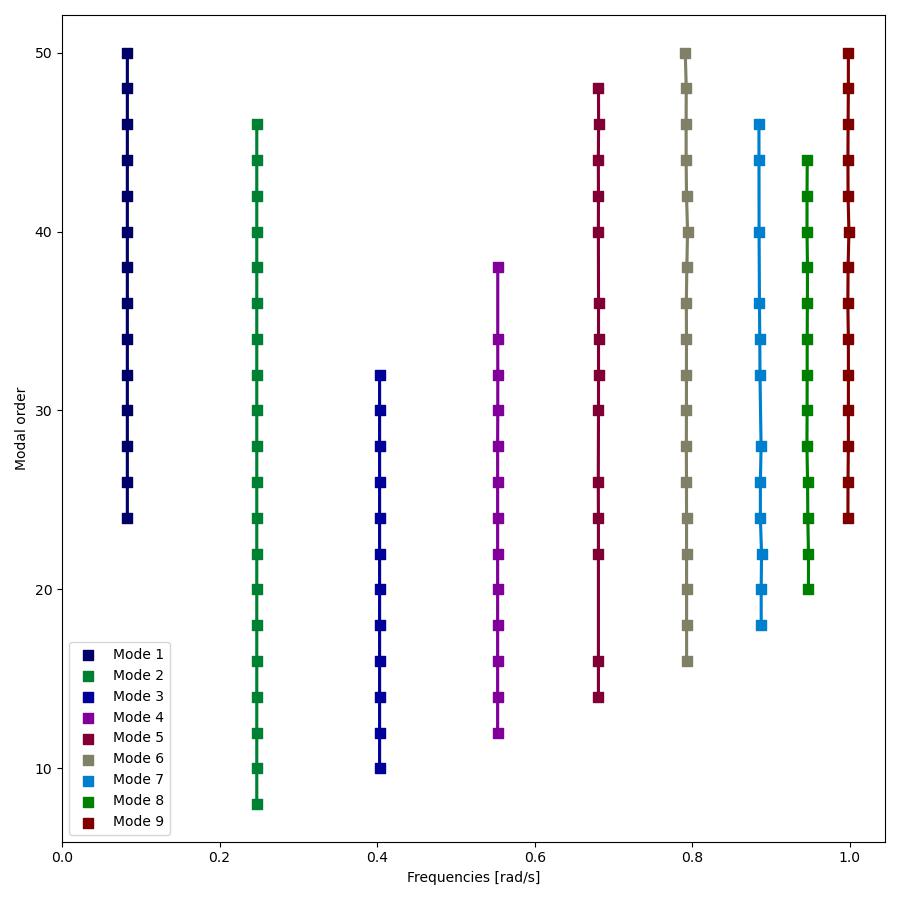 50
40
30
20
10
Modal order
Mode 1
Mode 2
Mode 3
Mode 4
Mode 5
Mode 6
Mode 7
Mode 8
Mode 9
0.0 0.2 0.4 0.6 0.8 1.0
Frequencies [rad/s]